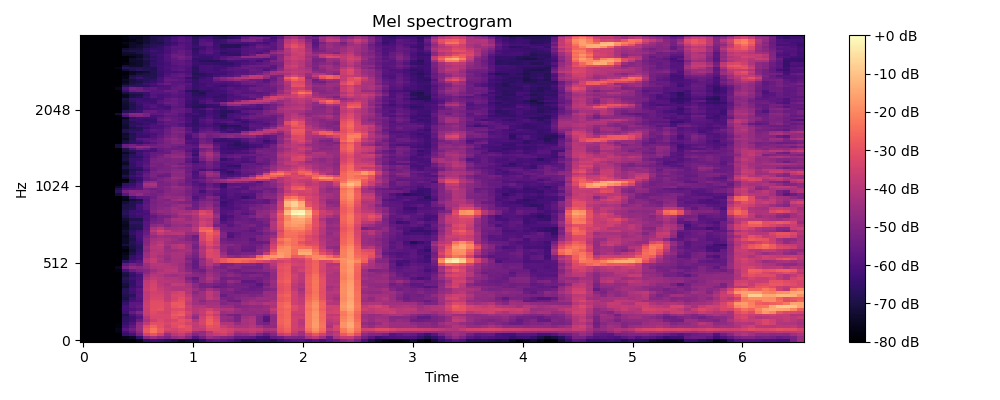 Mel spectrogram
Hz
2048
1024
512
0
0 1 2 3 4 5 6
Time
+0 dB
-10 dB
-20 dB
-30 dB
-40 dB
-50 dB
-60 dB
-70 dB
-80 dB